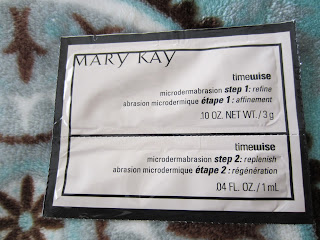 MARY KAY
timewise
microdermabrasion step 1: refine
abrasion microdermique étape 1 : affinement
.10 OZ. NET WT./3 g
timewise
microdermabrasion step 2: replenish
abrasion microdermique étape 2 : régénération
.04 FL. OZ./1 mL